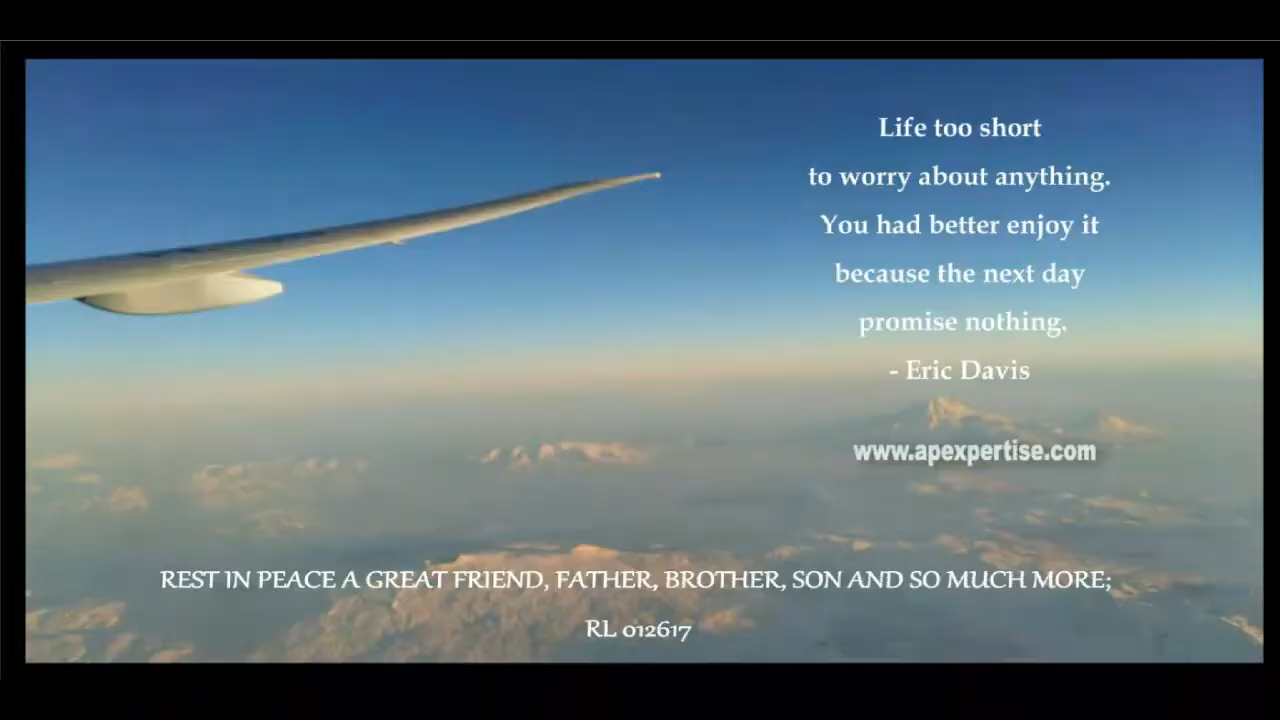 Life too short
to worry about anything.
You had better enjoy it
because the next day
promise nothing.
- Eric Davis
www.apexpertise.com
REST IN PEACE A GREAT FRIEND, FATHER, BROTHER, SON AND SO MUCH MORE;
RL 012617